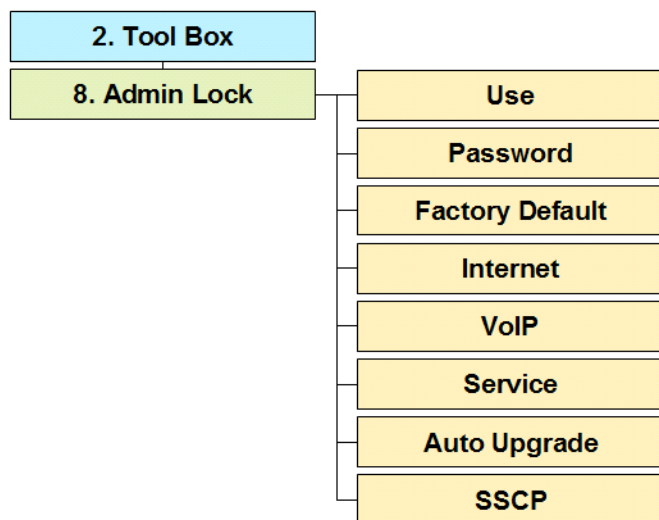 2. Tool Box
8. Admin Lock
Use
Password
Factory Default
Internet
VoIP
Service
Auto Upgrade
SSCP